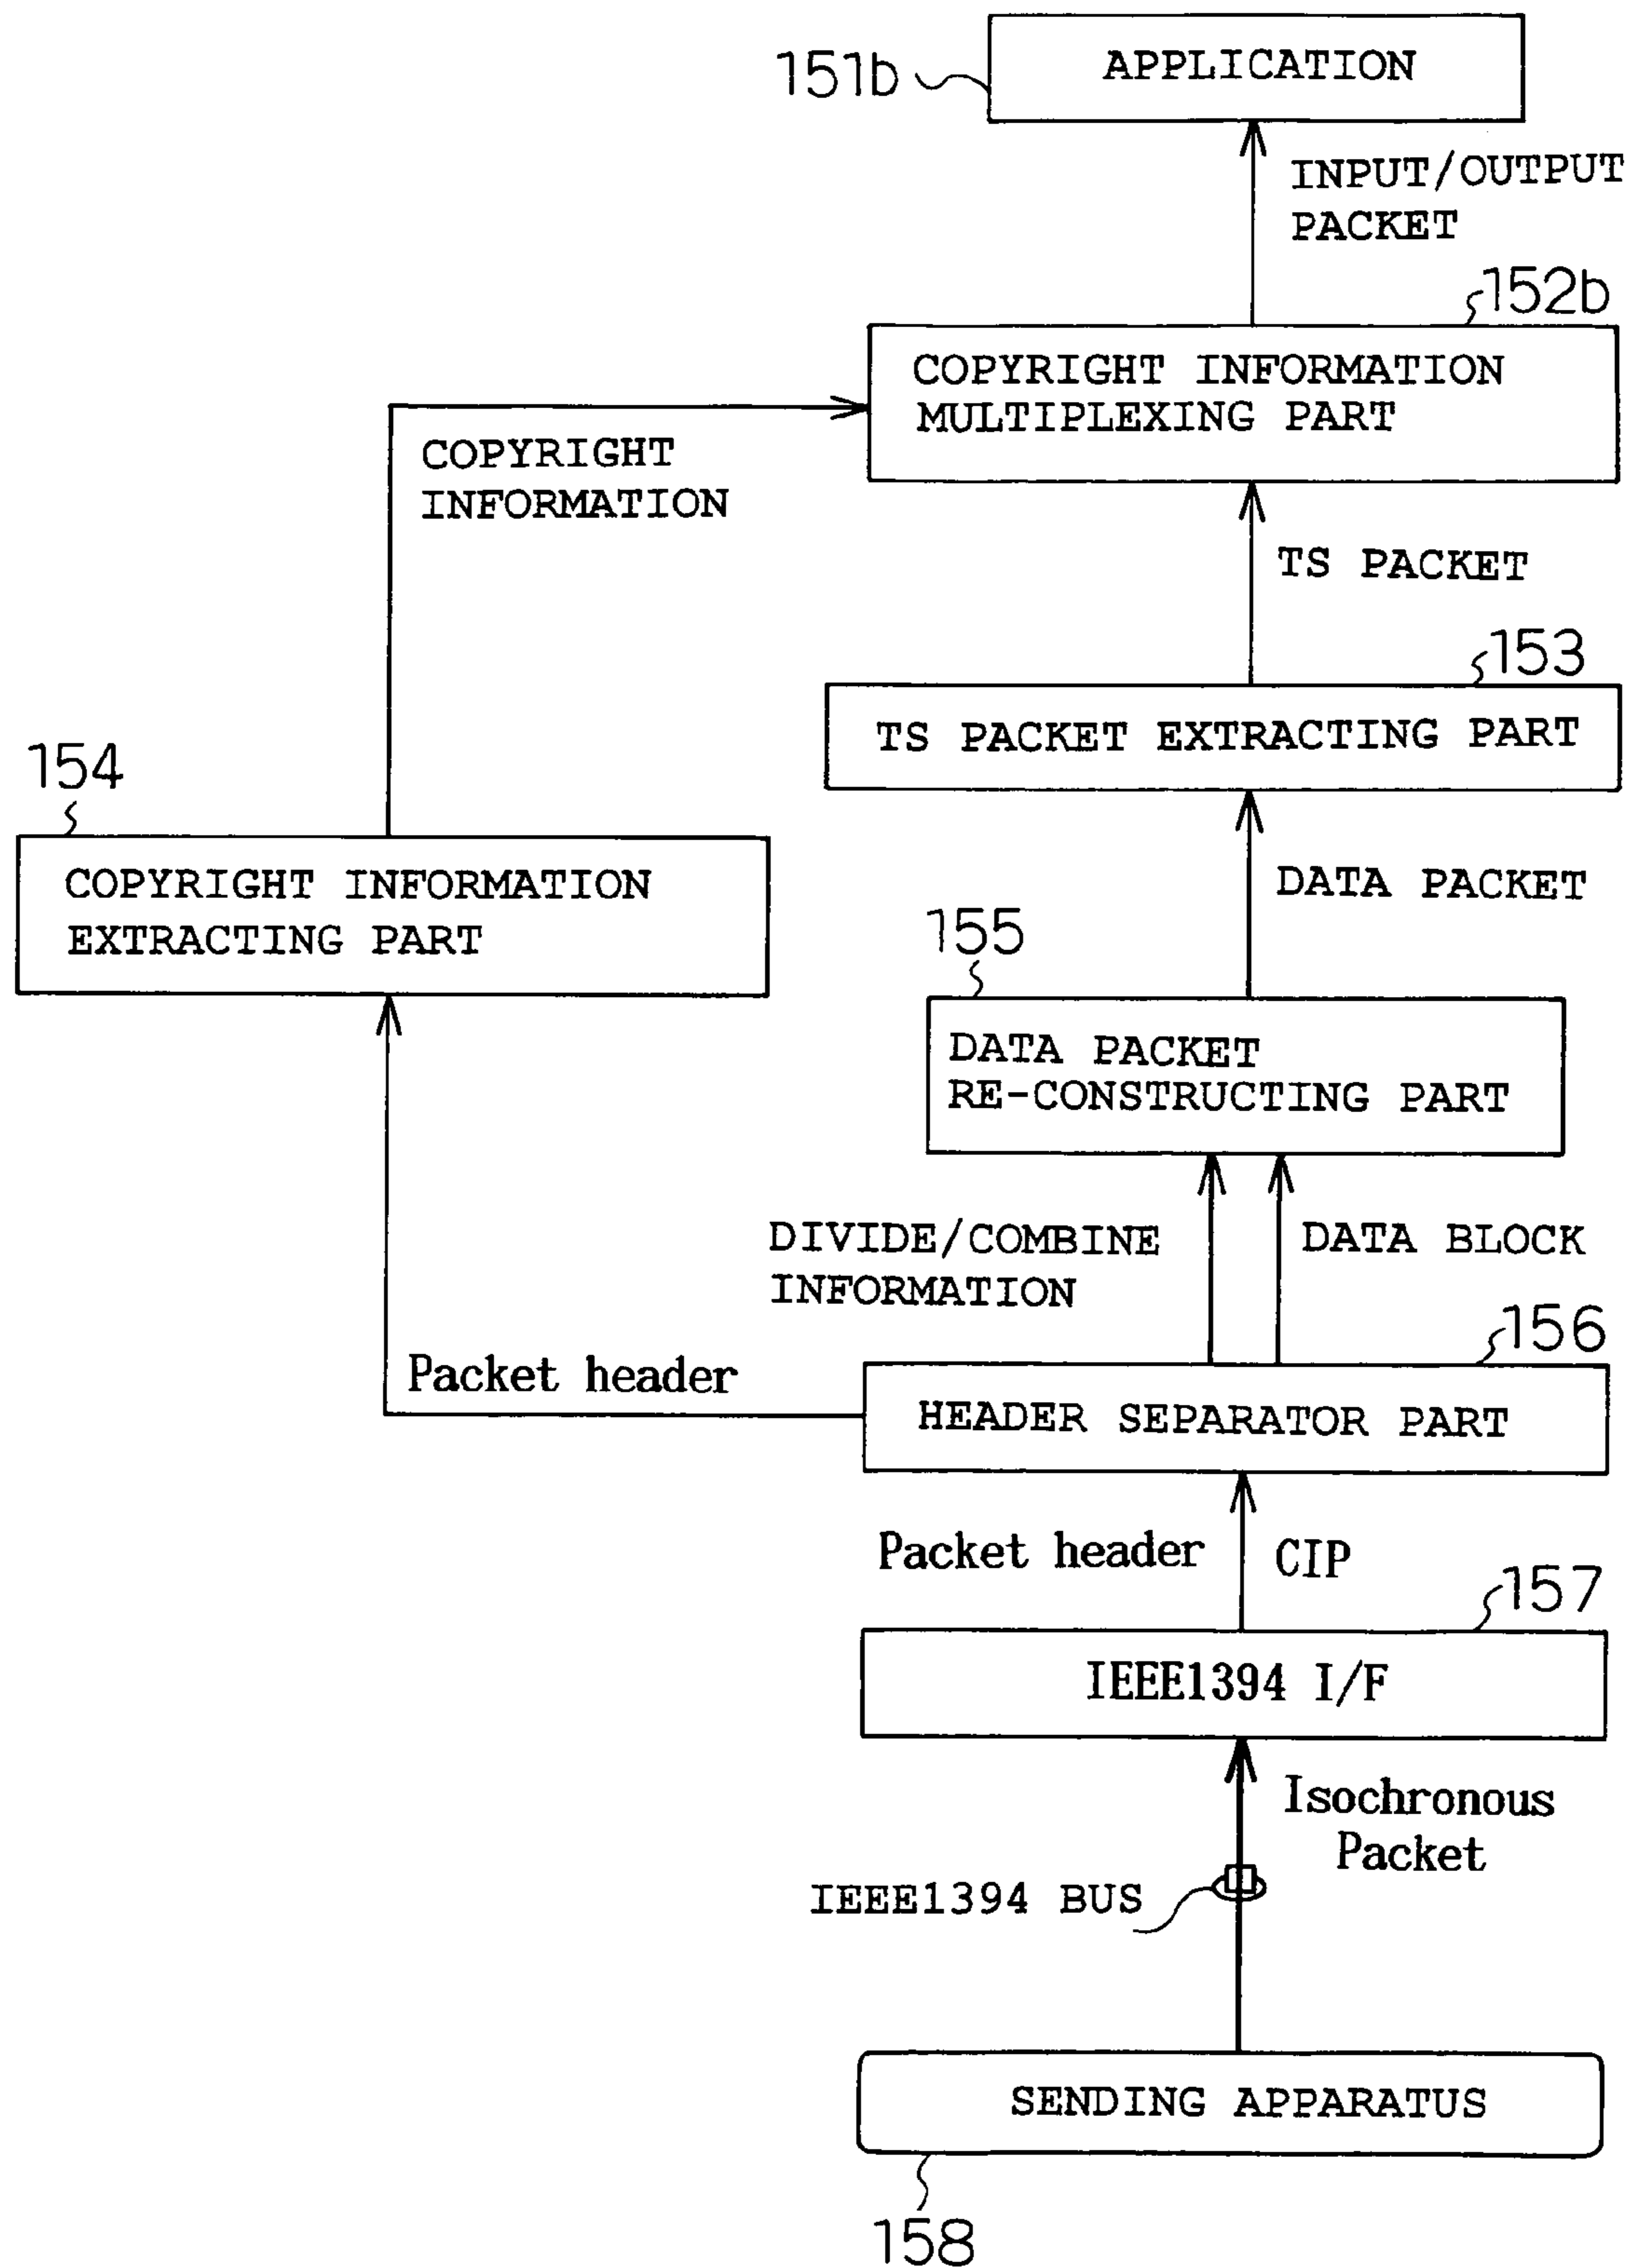 APPLICATION
151b
INPUT/OUTPUT
PACKET
152b
COPYRIGHT INFORMATION
MULTIPLEXING PART
COPYRIGHT
INFORMATION
TS PACKET
153
TS PACKET EXTRACTING PART
154
COPYRIGHT INFORMATION
EXTRACTING PART
DATA PACKET
155
DATA PACKET
RE-CONSTRUCTING PART
DIVIDE/COMBINE
INFORMATION
DATA BLOCK
156
Packet header
HEADER SEPARATOR PART
Packet header
CIP
157
IEEE1394 I/F
Isochronous
Packet
IEEE1394 BUS
SENDING APPARATUS
158